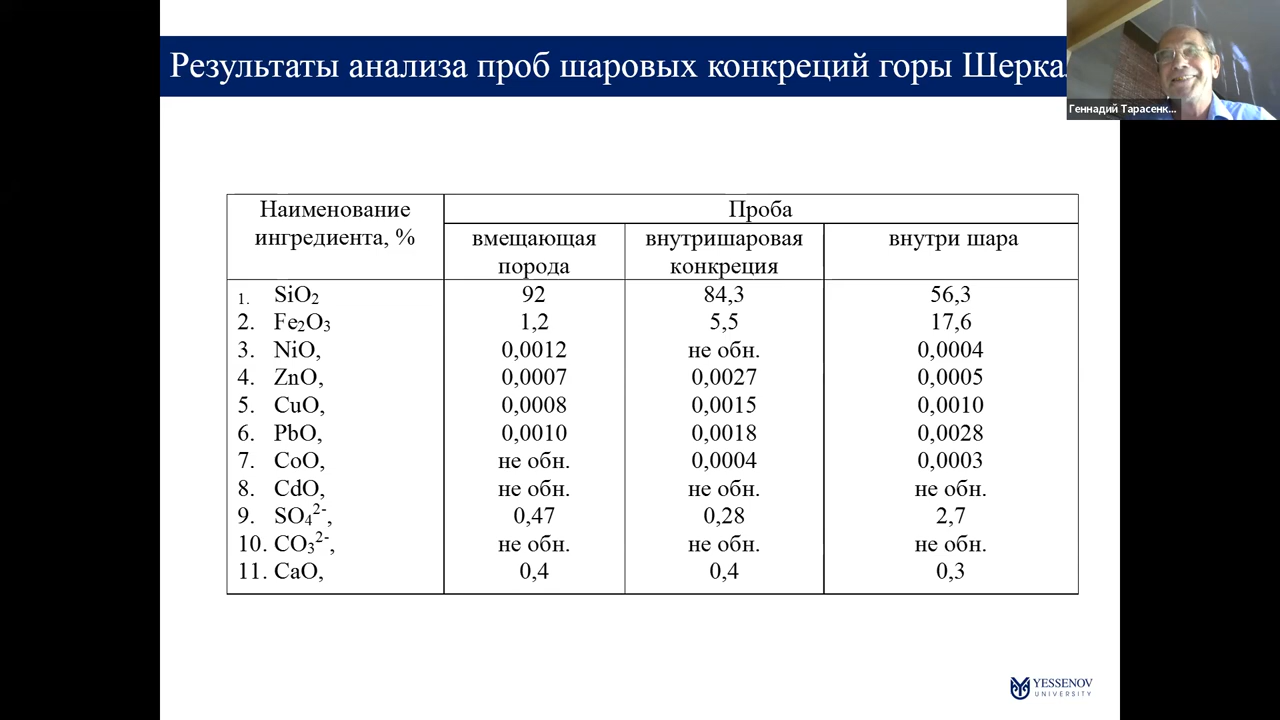 Результаты анализа проб шаровых конкреций горы Шерка
Геннадий Тарасенк...
Наименование ингредиента, % Проба
вмещающая порода внутришаровая конкреция внутри шара
1. SiO₂ 92 84,3 56,3
2. Fe₂O₃ 1,2 5,5 17,6
3. NiO, 0,0012 не обн. 0,0004
4. ZnO, 0,0007 0,0027 0,0005
5. CuO, 0,0008 0,0015 0,0010
6. PbO, 0,0010 0,0018 0,0028
7. CoO, не обн. 0,0004 0,0003
8. CdO, не обн. не обн. не обн.
9. SO₄²⁻, 0,47 0,28 2,7
10. CO₃²⁻, не обн. не обн. не обн.
11. CaO, 0,4 0,4 0,3
YESSENOV
UNIVERSITY